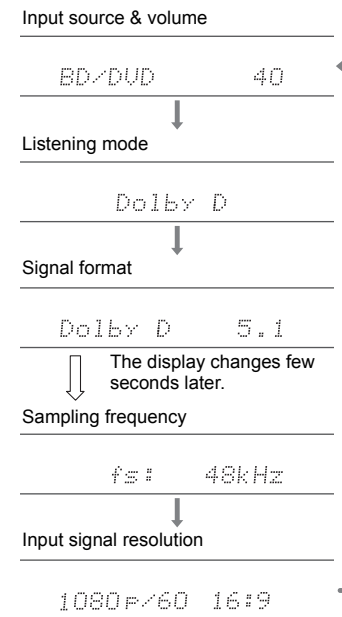 Input source & volume
BD/DVD 40
Listening mode
Dolby D
Signal format
Dolby D 5.1
The display changes few
seconds later.
Sampling frequency
fs: 48kHz
Input signal resolution
1080p/60 16:9